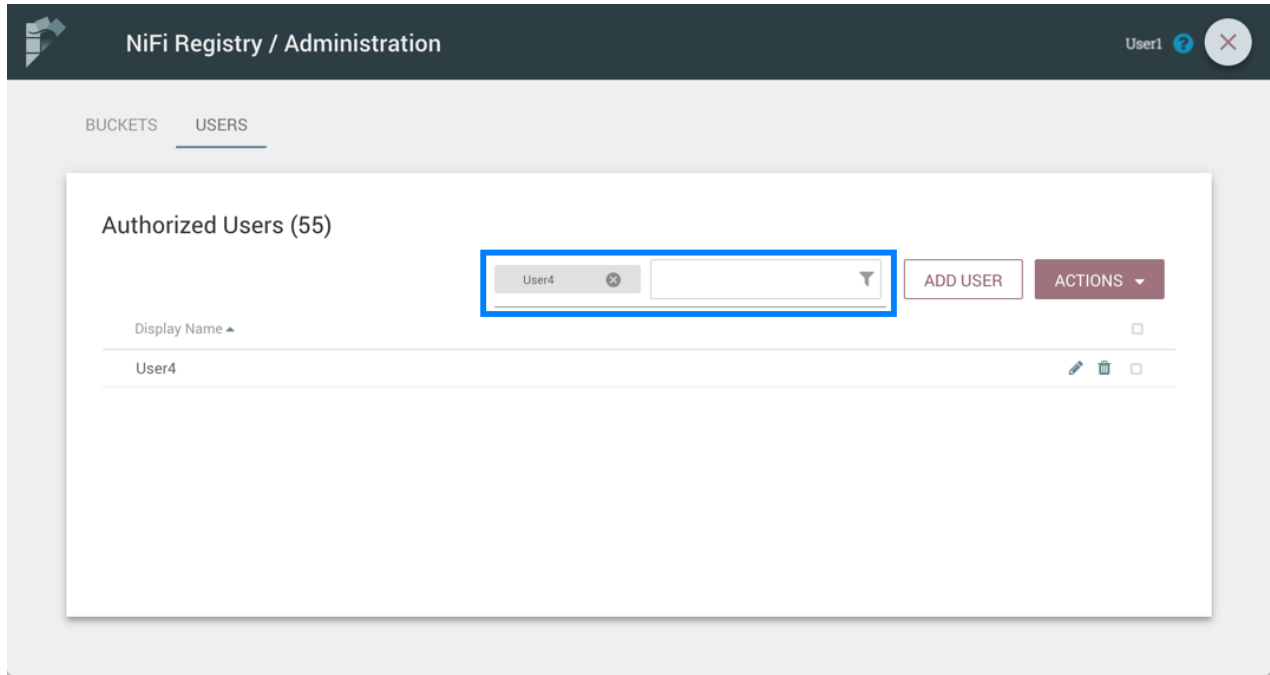 NiFi Registry / Administration
User1
BUCKETS USERS
Authorized Users (55)
User4
ADD USER
ACTIONS
Display Name
User4